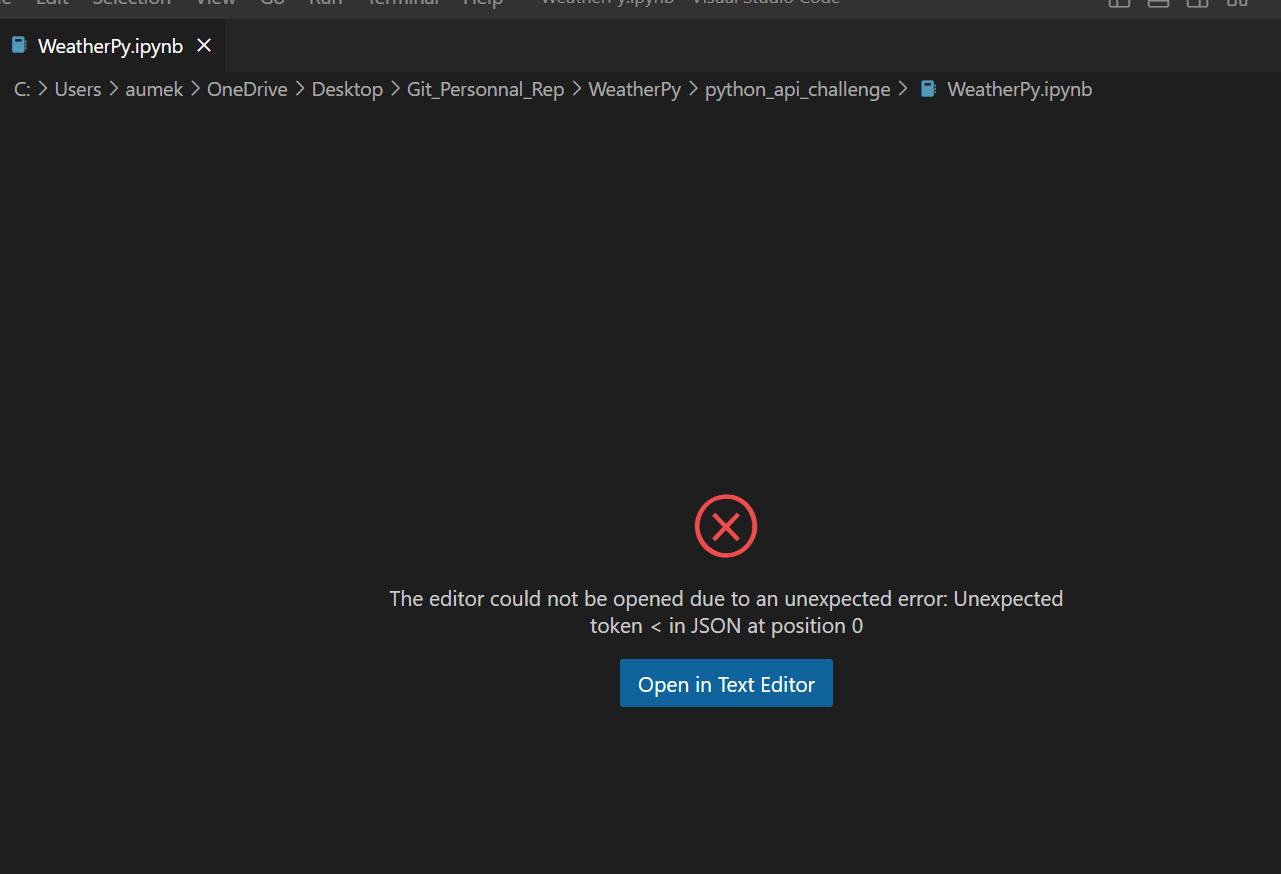 Edit Selection View Go Run Terminal Help WeatherPy.ipynb - Visual Studio Code
WeatherPy.ipynb
C: > Users > aumek > OneDrive > Desktop > Git_Personnal_Rep > WeatherPy > python_api_challenge > WeatherPy.ipynb
The editor could not be opened due to an unexpected error: Unexpected
token < in JSON at position 0
Open in Text Editor